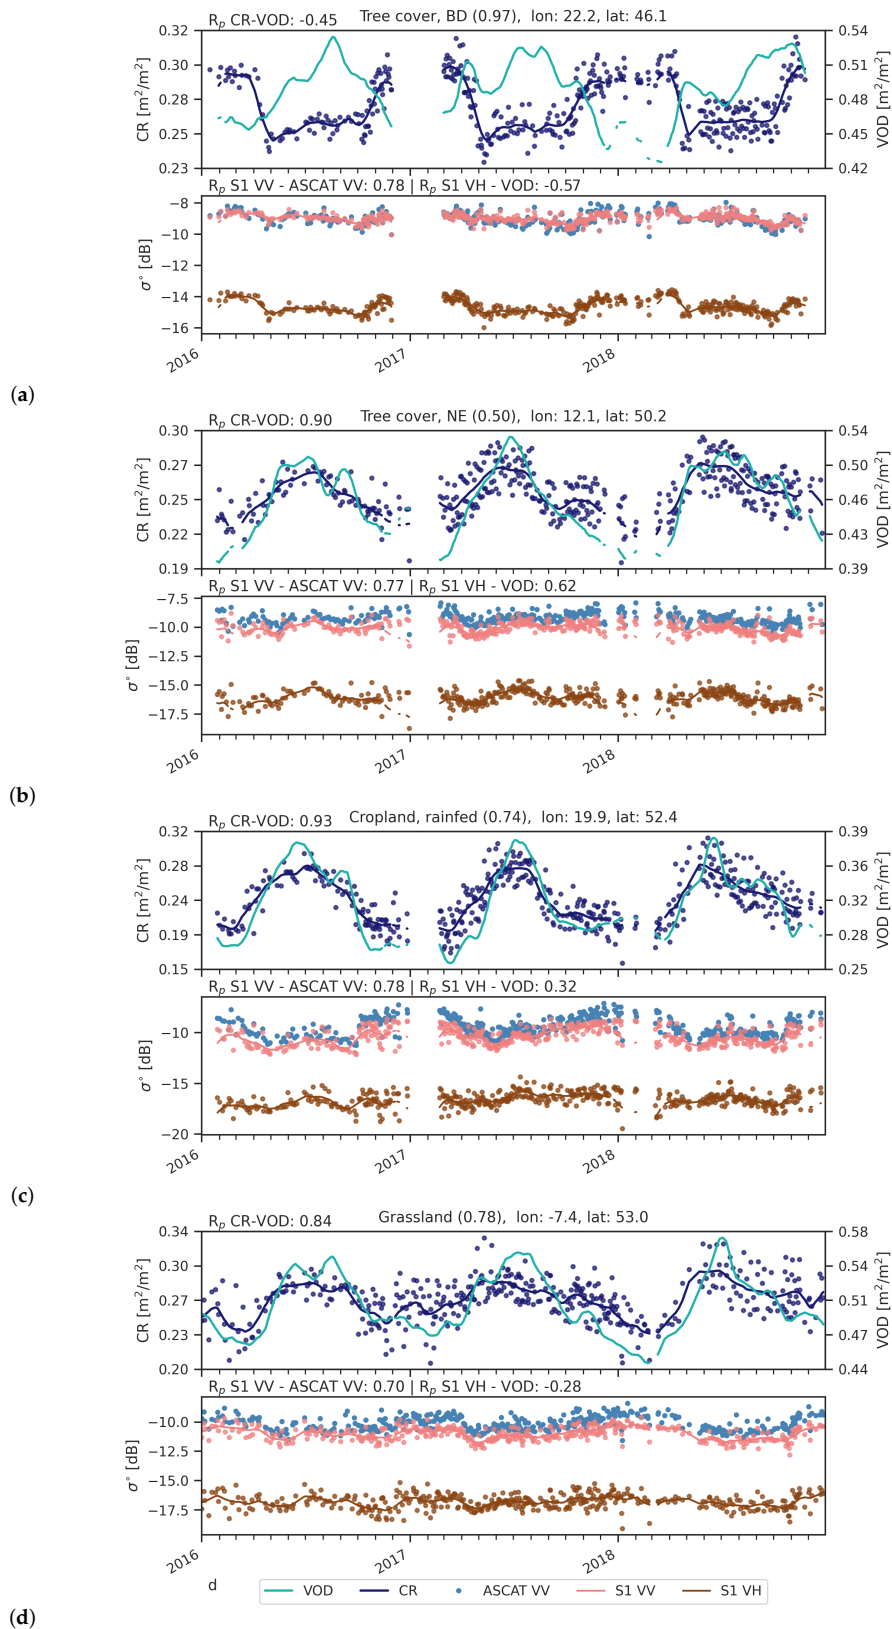 R_p CR-VOD: -0.45 Tree cover, BD (0.97), lon: 22.2, lat: 46.1
0.32 0.54
0.30 0.51
0.28 0.48
0.25 0.45
0.23 0.42
CR [m²/m²] VOD [m²/m²]
R_p S1 VV - ASCAT VV: 0.78 | R_p S1 VH - VOD: -0.57
−8
−10
−12
−14
−16
σ° [dB]
2016 2017 2018
(a)
R_p CR-VOD: 0.90 Tree cover, NE (0.50), lon: 12.1, lat: 50.2
0.30 0.54
0.27 0.50
0.25 0.46
0.22 0.43
0.19 0.39
CR [m²/m²] VOD [m²/m²]
R_p S1 VV - ASCAT VV: 0.77 | R_p S1 VH - VOD: 0.62
−7.5
−10.0
−12.5
−15.0
−17.5
σ° [dB]
2016 2017 2018
(b)
R_p CR-VOD: 0.93 Cropland, rainfed (0.74), lon: 19.9, lat: 52.4
0.32 0.39
0.28 0.36
0.24 0.32
0.19 0.28
0.15 0.25
CR [m²/m²] VOD [m²/m²]
R_p S1 VV - ASCAT VV: 0.78 | R_p S1 VH - VOD: 0.32
−10
−15
−20
σ° [dB]
2016 2017 2018
(c)
R_p CR-VOD: 0.84 Grassland (0.78), lon: -7.4, lat: 53.0
0.34 0.58
0.30 0.54
0.27 0.51
0.23 0.47
0.20 0.44
CR [m²/m²] VOD [m²/m²]
R_p S1 VV - ASCAT VV: 0.70 | R_p S1 VH - VOD: -0.28
−10.0
−12.5
−15.0
−17.5
σ° [dB]
2016 2017 2018
d VOD CR ASCAT VV S1 VV S1 VH
(d)